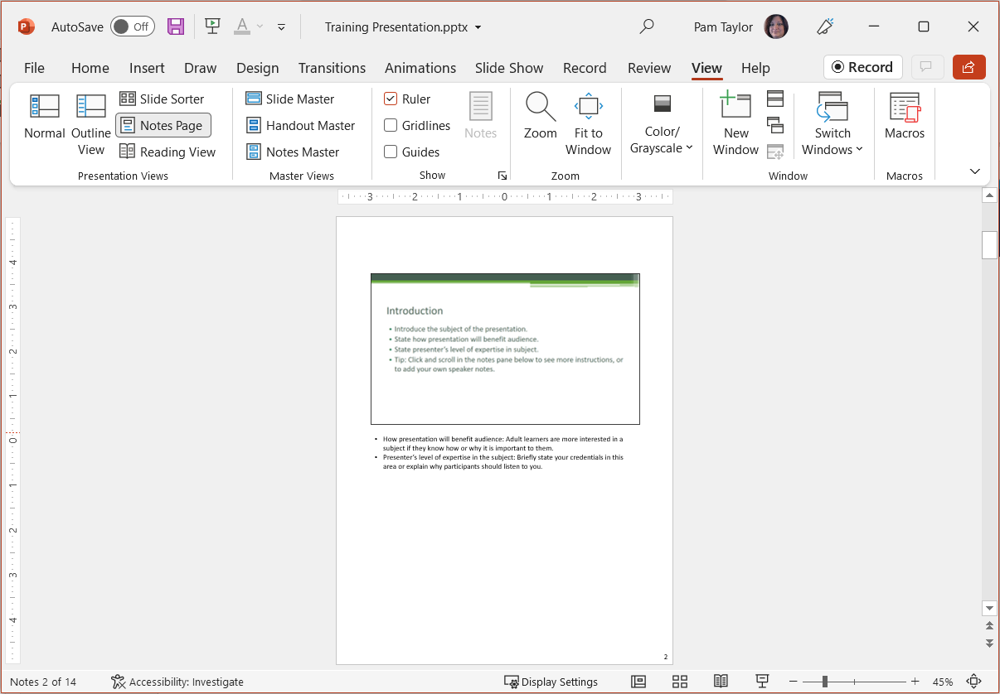 AutoSave Off Training Presentation.pptx Pam Taylor
File Home Insert Draw Design Transitions Animations Slide Show Record Review View Help Record
Normal
Outline View
Slide Sorter
Notes Page
Reading View
Presentation Views
Slide Master
Handout Master
Notes Master
Master Views
Ruler
Gridlines
Guides
Notes
Show
Zoom
Fit to Window
Zoom
Color/ Grayscale
New Window
Switch Windows
Window
Macros
Macros
3 2 1 0 1 2 3
4
3
2
1
0
1
2
3
4
Introduction
• Introduce the subject of the presentation.
• State how presentation will benefit audience.
• State presenter's level of expertise in subject.
• Tip: Click and scroll in the notes pane below to see more instructions, or
to add your own speaker notes.
• How presentation will benefit audience: Adult learners are more interested in a
subject if they know how or why it is important to them.
• Presenter's level of expertise in the subject: Briefly state your credentials in this
area or explain why participants should listen to you.
2
Notes 2 of 14 Accessibility: Investigate Display Settings 45%